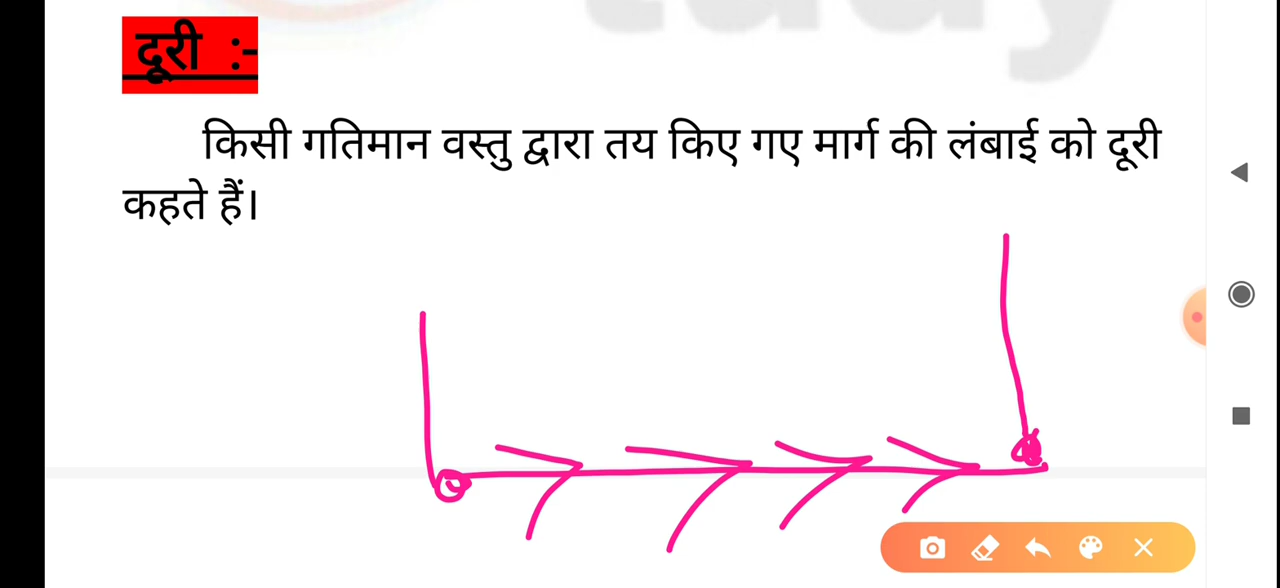 दूरी :-
किसी गतिमान वस्तु द्वारा तय किए गए मार्ग की लंबाई को दूरी
कहते हैं।